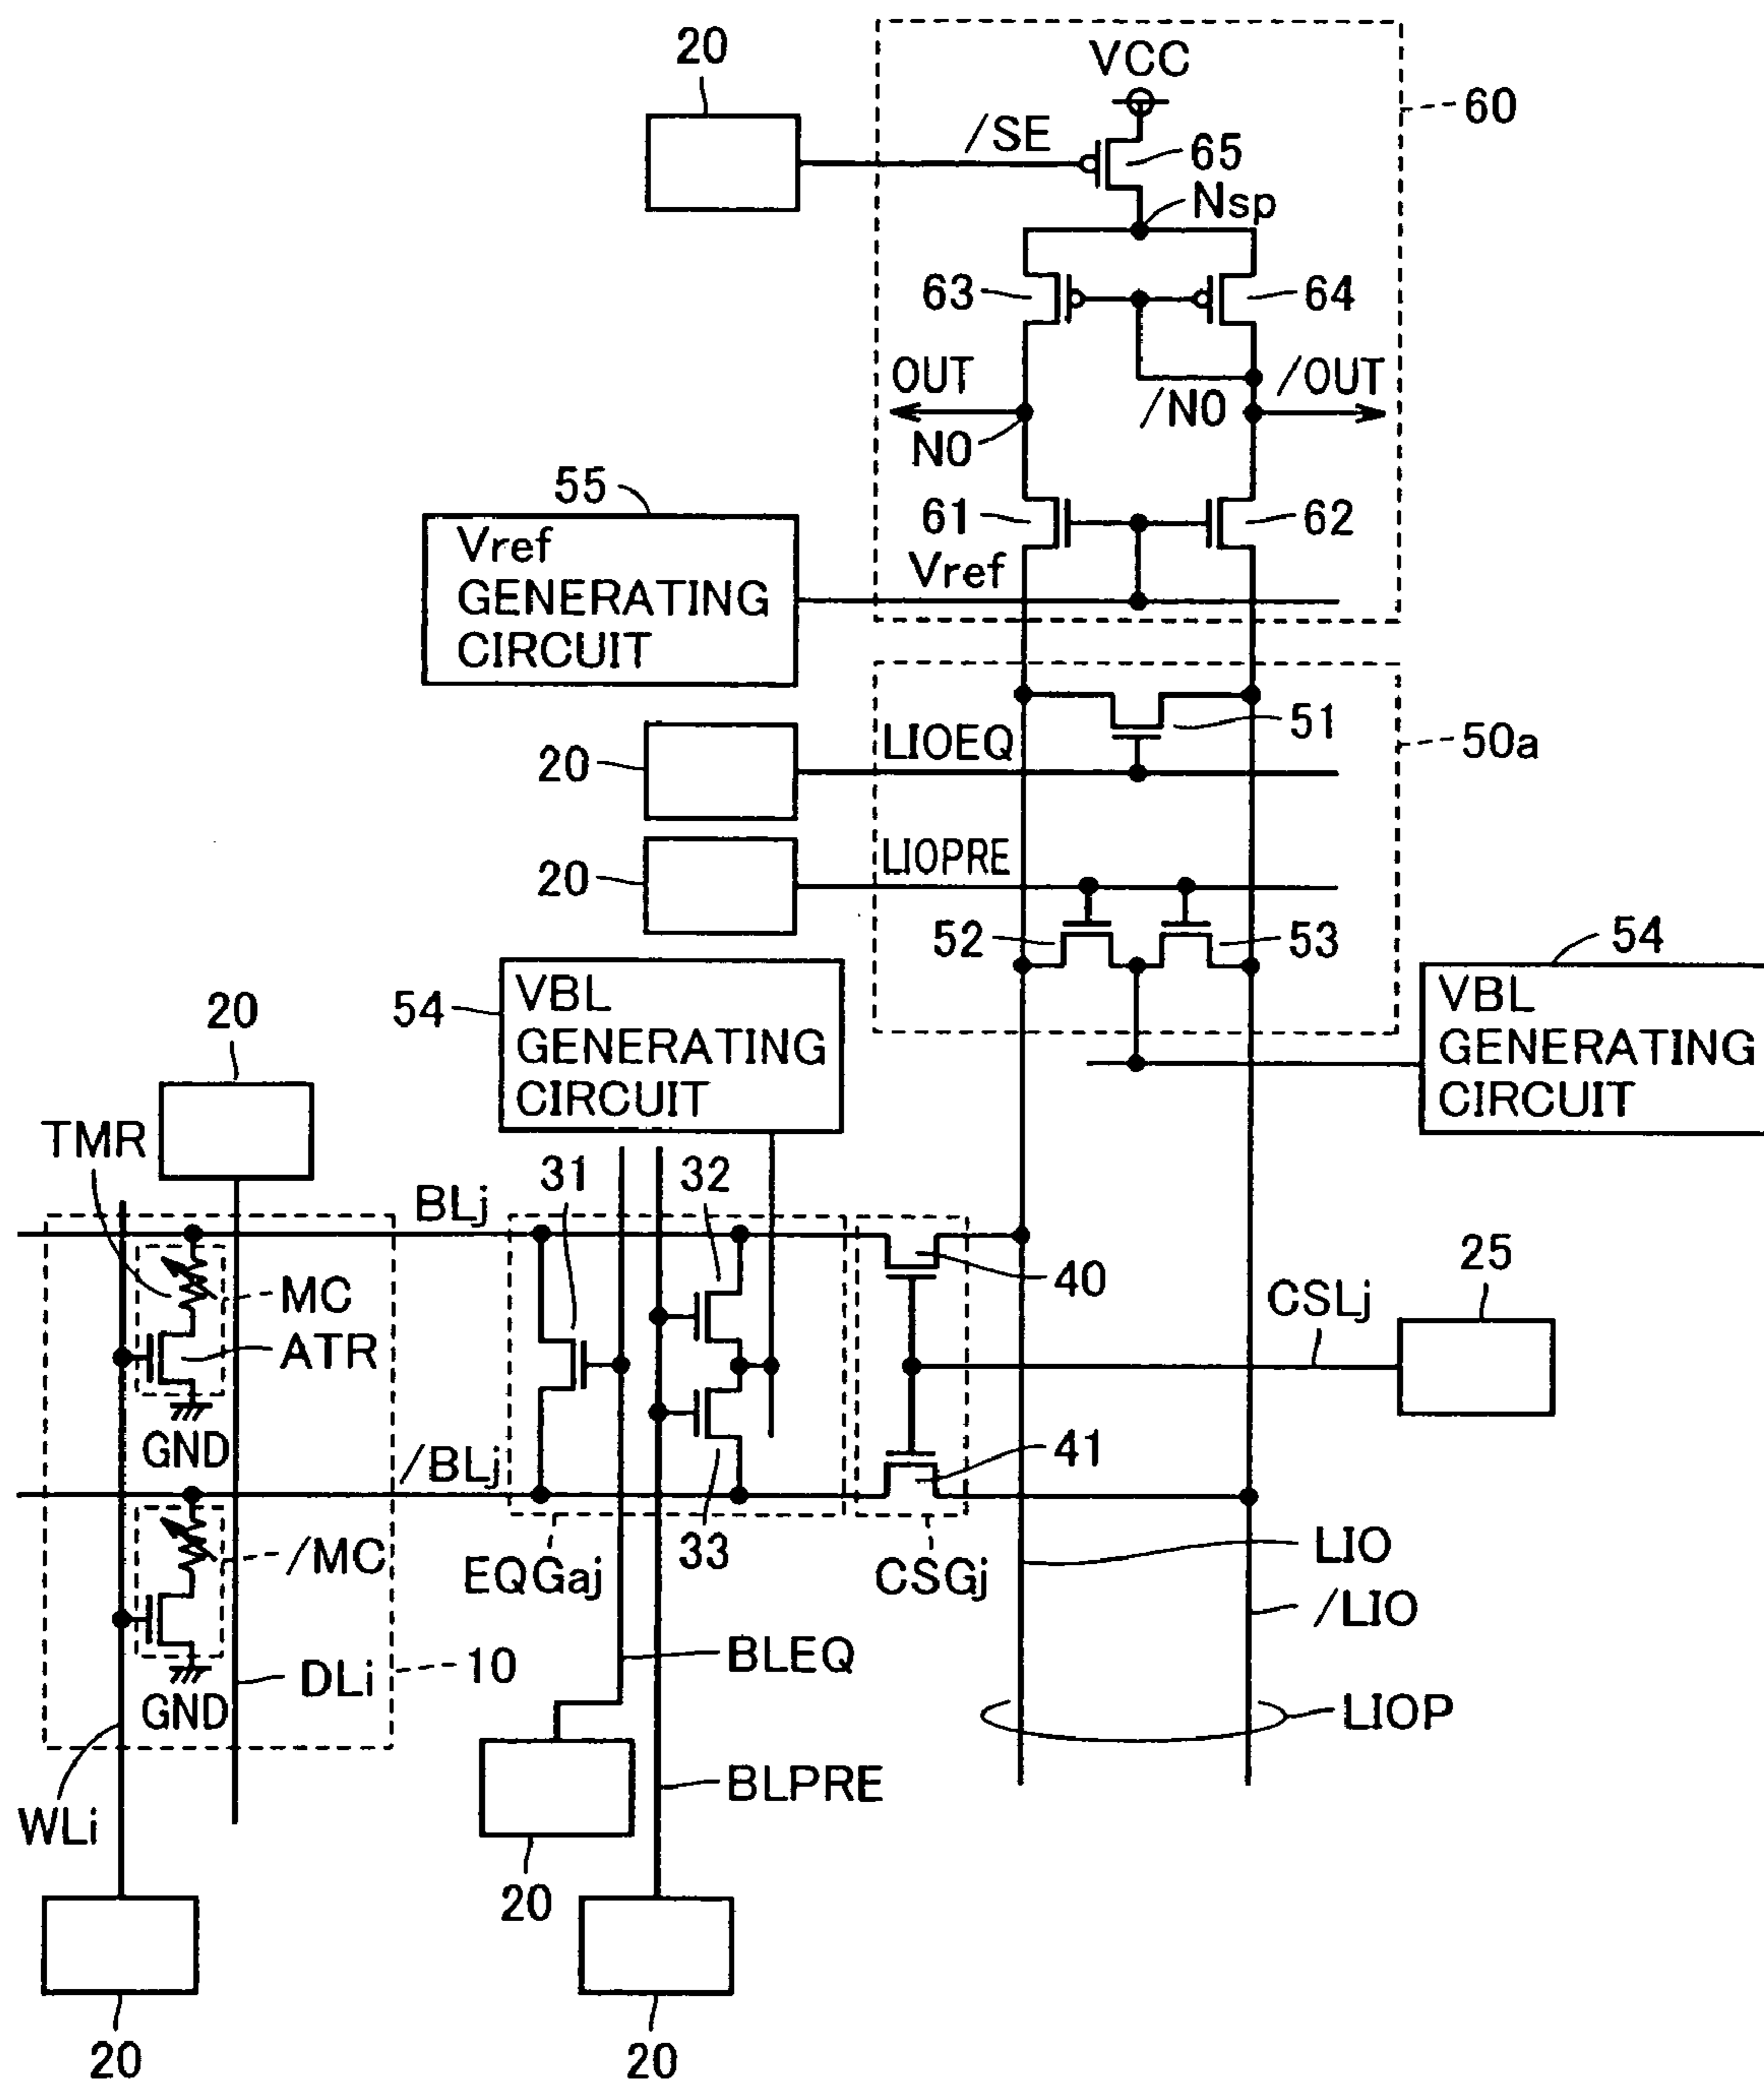 20
VCC
60
/SE
65
Nsp
63
64
OUT
/OUT
/N0
N0
55
61
62
Vref
GENERATING
CIRCUIT
Vref
51
50a
LIOEQ
20
LIOPRE
20
52
53
54
VBL
GENERATING
CIRCUIT
54
VBL
GENERATING
CIRCUIT
20
TMR
31
32
BLj
MC
40
25
CSLj
ATR
GND
/BLj
41
/MC
EQGaj
33
CSGj
LIO
/LIO
DLi
10
GND
BLEQ
LIOP
BLPRE
WLi
20
20
20